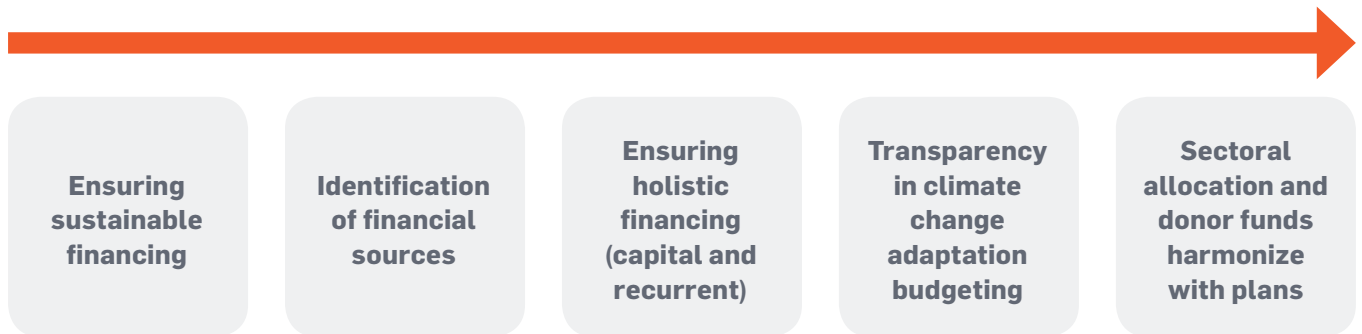 Ensuring
sustainable
financing
Identification
of financial
sources
Ensuring
holistic
financing
(capital and
recurrent)
Transparency
in climate
change
adaptation
budgeting
Sectoral
allocation and
donor funds
harmonize
with plans